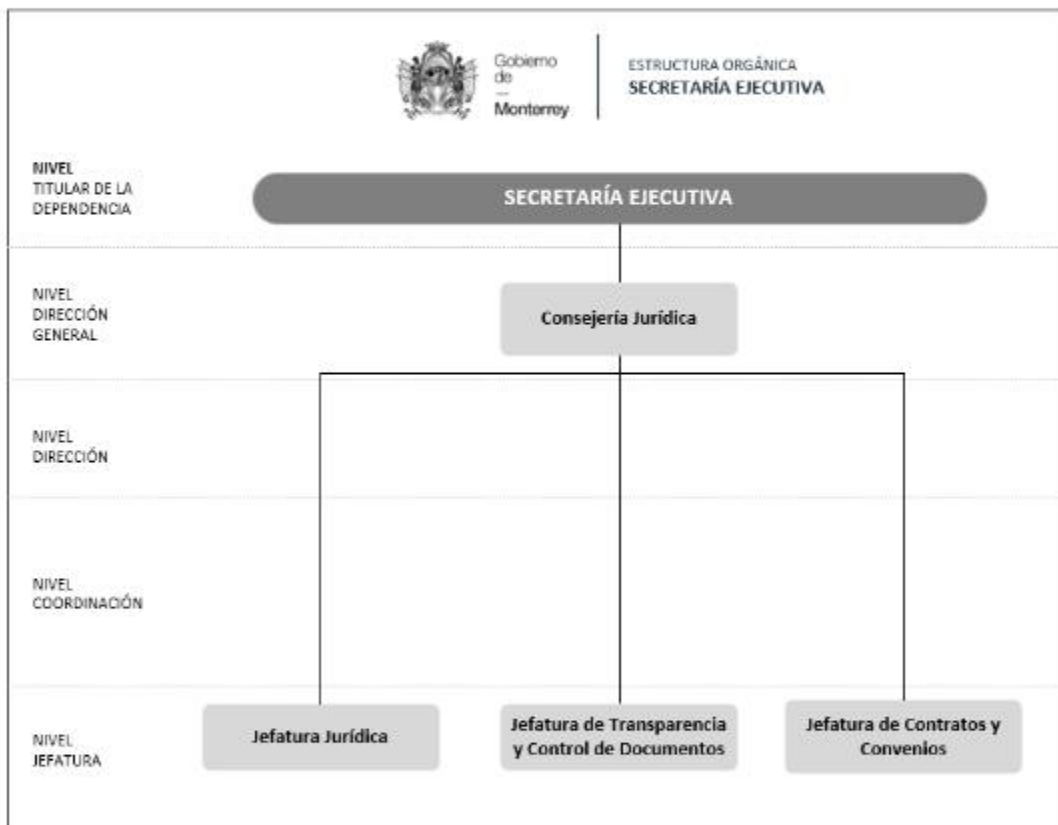 Gobierno
de
—
Monterrey
ESTRUCTURA ORGÁNICA
SECRETARÍA EJECUTIVA
NIVEL
TITULAR DE LA
DEPENDENCIA
SECRETARÍA EJECUTIVA
NIVEL
DIRECCIÓN
GENERAL
Consejería Jurídica
NIVEL
DIRECCIÓN
NIVEL
COORDINACIÓN
NIVEL
JEFATURA
Jefatura Jurídica
Jefatura de Transparencia
y Control de Documentos
Jefatura de Contratos y
Convenios